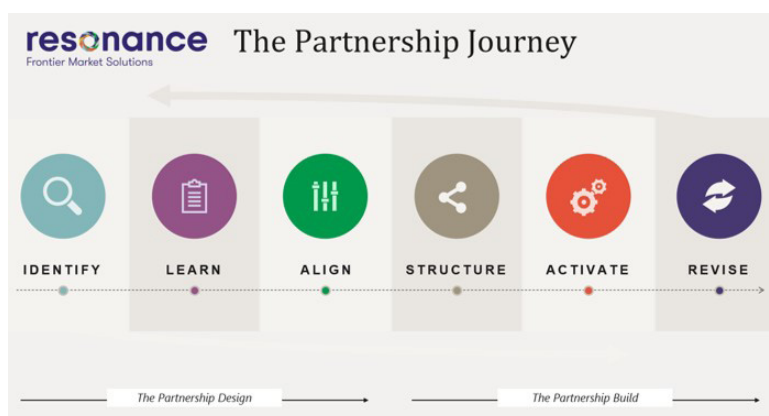 resonance
Frontier Market Solutions
The Partnership Journey
IDENTIFY LEARN ALIGN STRUCTURE ACTIVATE REVISE
The Partnership Design The Partnership Build